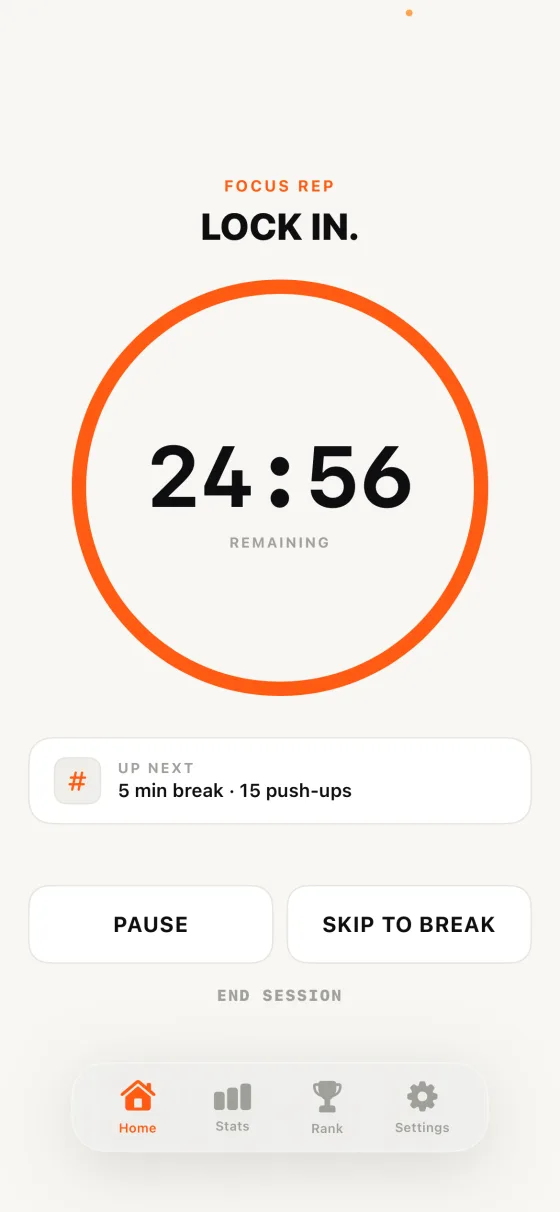 FOCUS REP
LOCK IN.
24:56
REMAINING
#
UP NEXT
5 min break · 15 push-ups
PAUSE
SKIP TO BREAK
END SESSION
Home
Stats
Rank
Settings